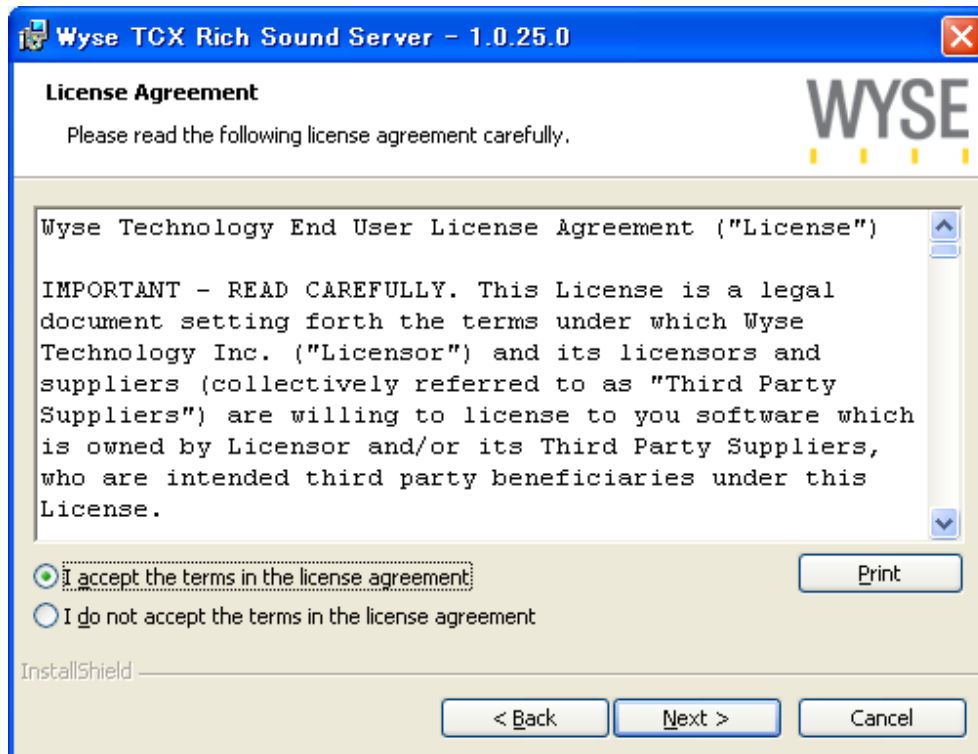 Wyse TCX Rich Sound Server - 1.0.25.0
License Agreement
Please read the following license agreement carefully.
WYSE
Wyse Technology End User License Agreement ("License")
IMPORTANT - READ CAREFULLY. This License is a legal
document setting forth the terms under which Wyse
Technology Inc. ("Licensor") and its licensors and
suppliers (collectively referred to as "Third Party
Suppliers") are willing to license to you software which
is owned by Licensor and/or its Third Party Suppliers,
who are intended third party beneficiaries under this
License.
I accept the terms in the license agreement
Print
I do not accept the terms in the license agreement
InstallShield
< Back
Next >
Cancel